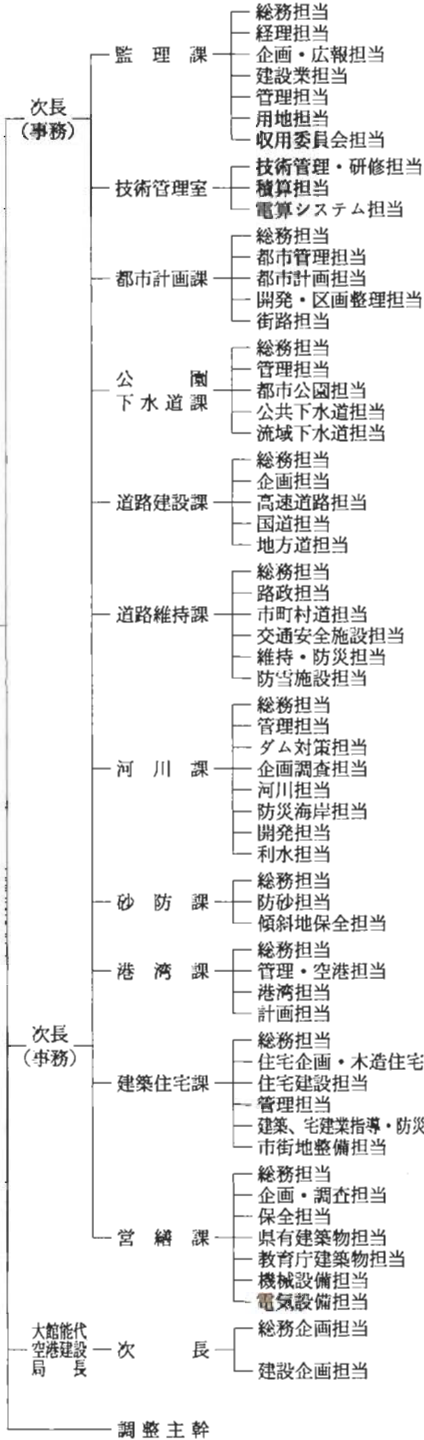 次長
(事務)
監理課
総務担当
経理担当
企画・広報担当
建設業担当
管理担当
用地担当
収用委員会担当
技術管理室
技術管理・研修担当
積算担当
電算システム担当
都市計画課
総務担当
都市管理担当
都市計画担当
開発・区画整理担当
街路担当
公園
下水道課
総務担当
管理担当
都市公園担当
公共下水道担当
流域下水道担当
道路建設課
総務担当
企画担当
高速道路担当
国道担当
地方道担当
道路維持課
総務担当
路政担当
市町村道担当
交通安全施設担当
維持・防災担当
防雪施設担当
河川課
総務担当
管理担当
ダム対策担当
企画調査担当
河川担当
防災海岸担当
開発担当
利水担当
砂防課
総務担当
防砂担当
傾斜地保全担当
港湾課
総務担当
管理・空港担当
港湾担当
計画担当
次長
(事務)
建築住宅課
総務担当
住宅企画・木造住宅
住宅建設担当
管理担当
建築、宅建業指導・防災
市街地整備担当
営繕課
総務担当
企画・調査担当
保全担当
県有建築物担当
教育庁建築物担当
機械設備担当
電気設備担当
大館能代
空港建設
局長
次長
総務企画担当
建設企画担当
調整主幹